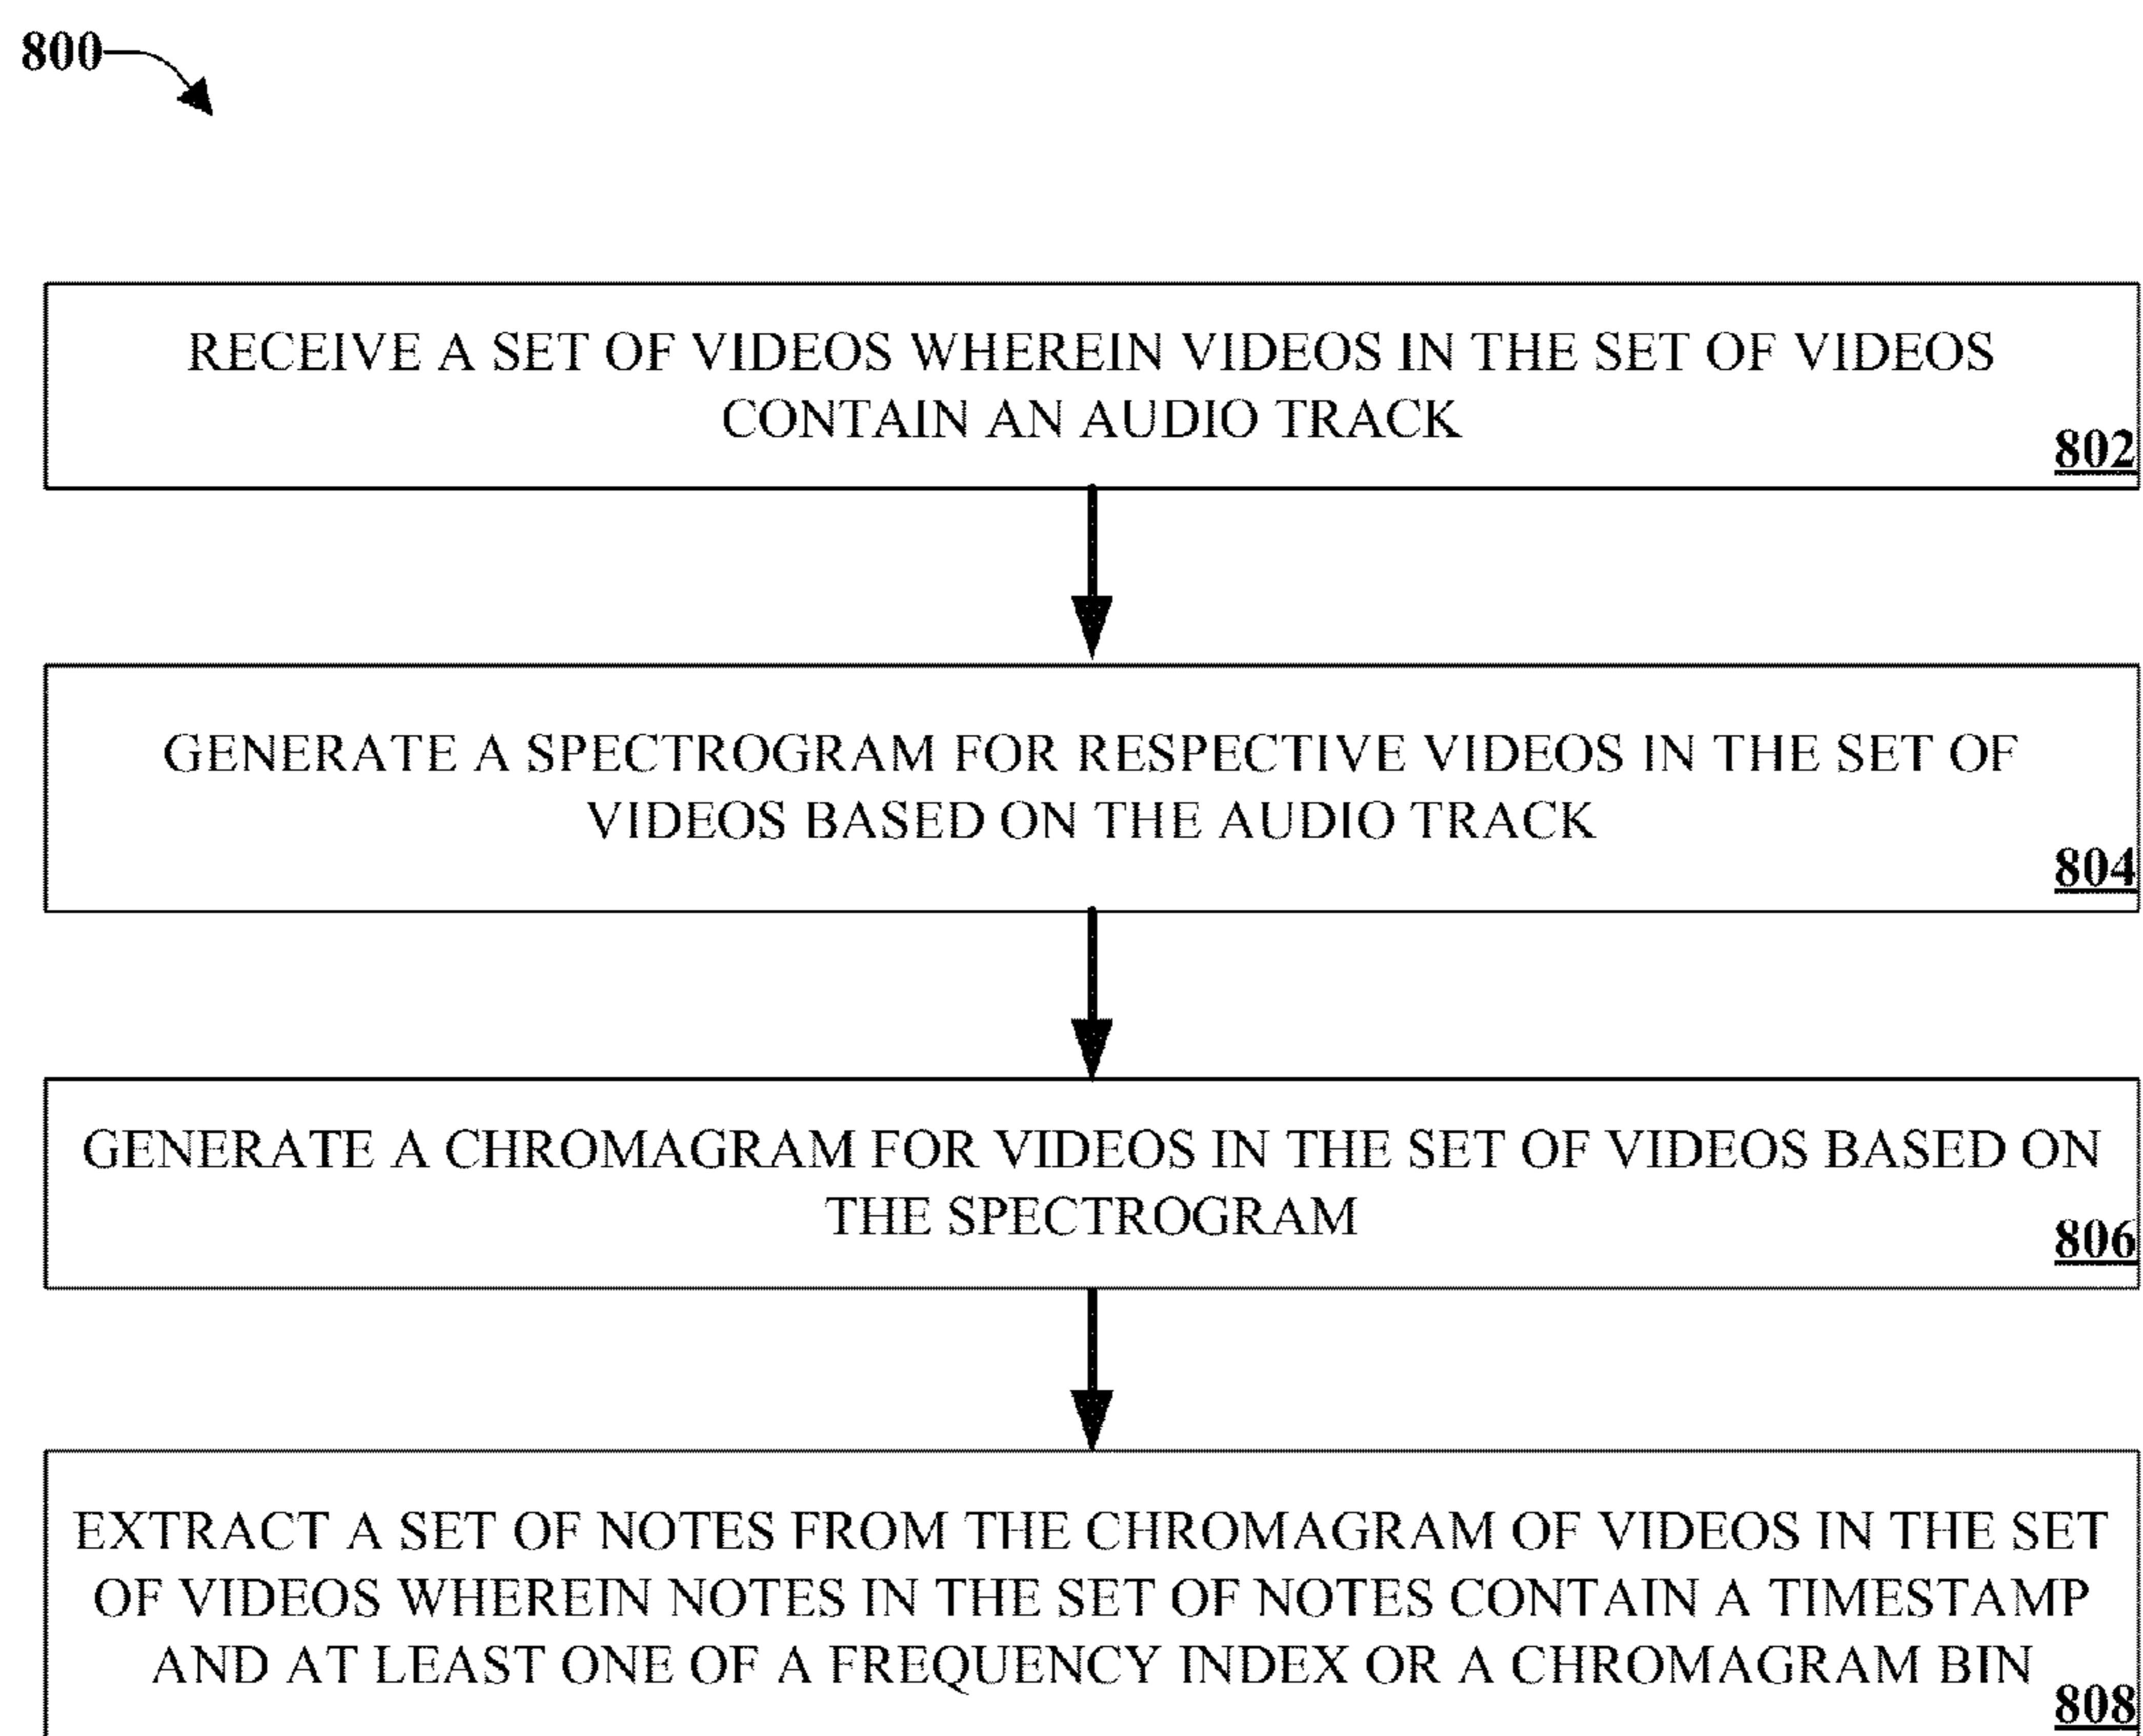 800
RECEIVE A SET OF VIDEOS WHEREIN VIDEOS IN THE SET OF VIDEOS
CONTAIN AN AUDIO TRACK
802
GENERATE A SPECTROGRAM FOR RESPECTIVE VIDEOS IN THE SET OF
VIDEOS BASED ON THE AUDIO TRACK
804
GENERATE A CHROMAGRAM FOR VIDEOS IN THE SET OF VIDEOS BASED ON
THE SPECTROGRAM
806
EXTRACT A SET OF NOTES FROM THE CHROMAGRAM OF VIDEOS IN THE SET
OF VIDEOS WHEREIN NOTES IN THE SET OF NOTES CONTAIN A TIMESTAMP
AND AT LEAST ONE OF A FREQUENCY INDEX OR A CHROMAGRAM BIN
808